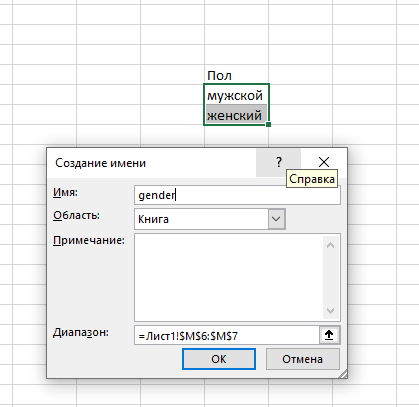 Пол
мужской
женский
Создание имени
?
Справка
Имя:
gender
Область:
Книга
Примечание:
Диапазон:
=Лист1!$M$6:$M$7
ОК
Отмена